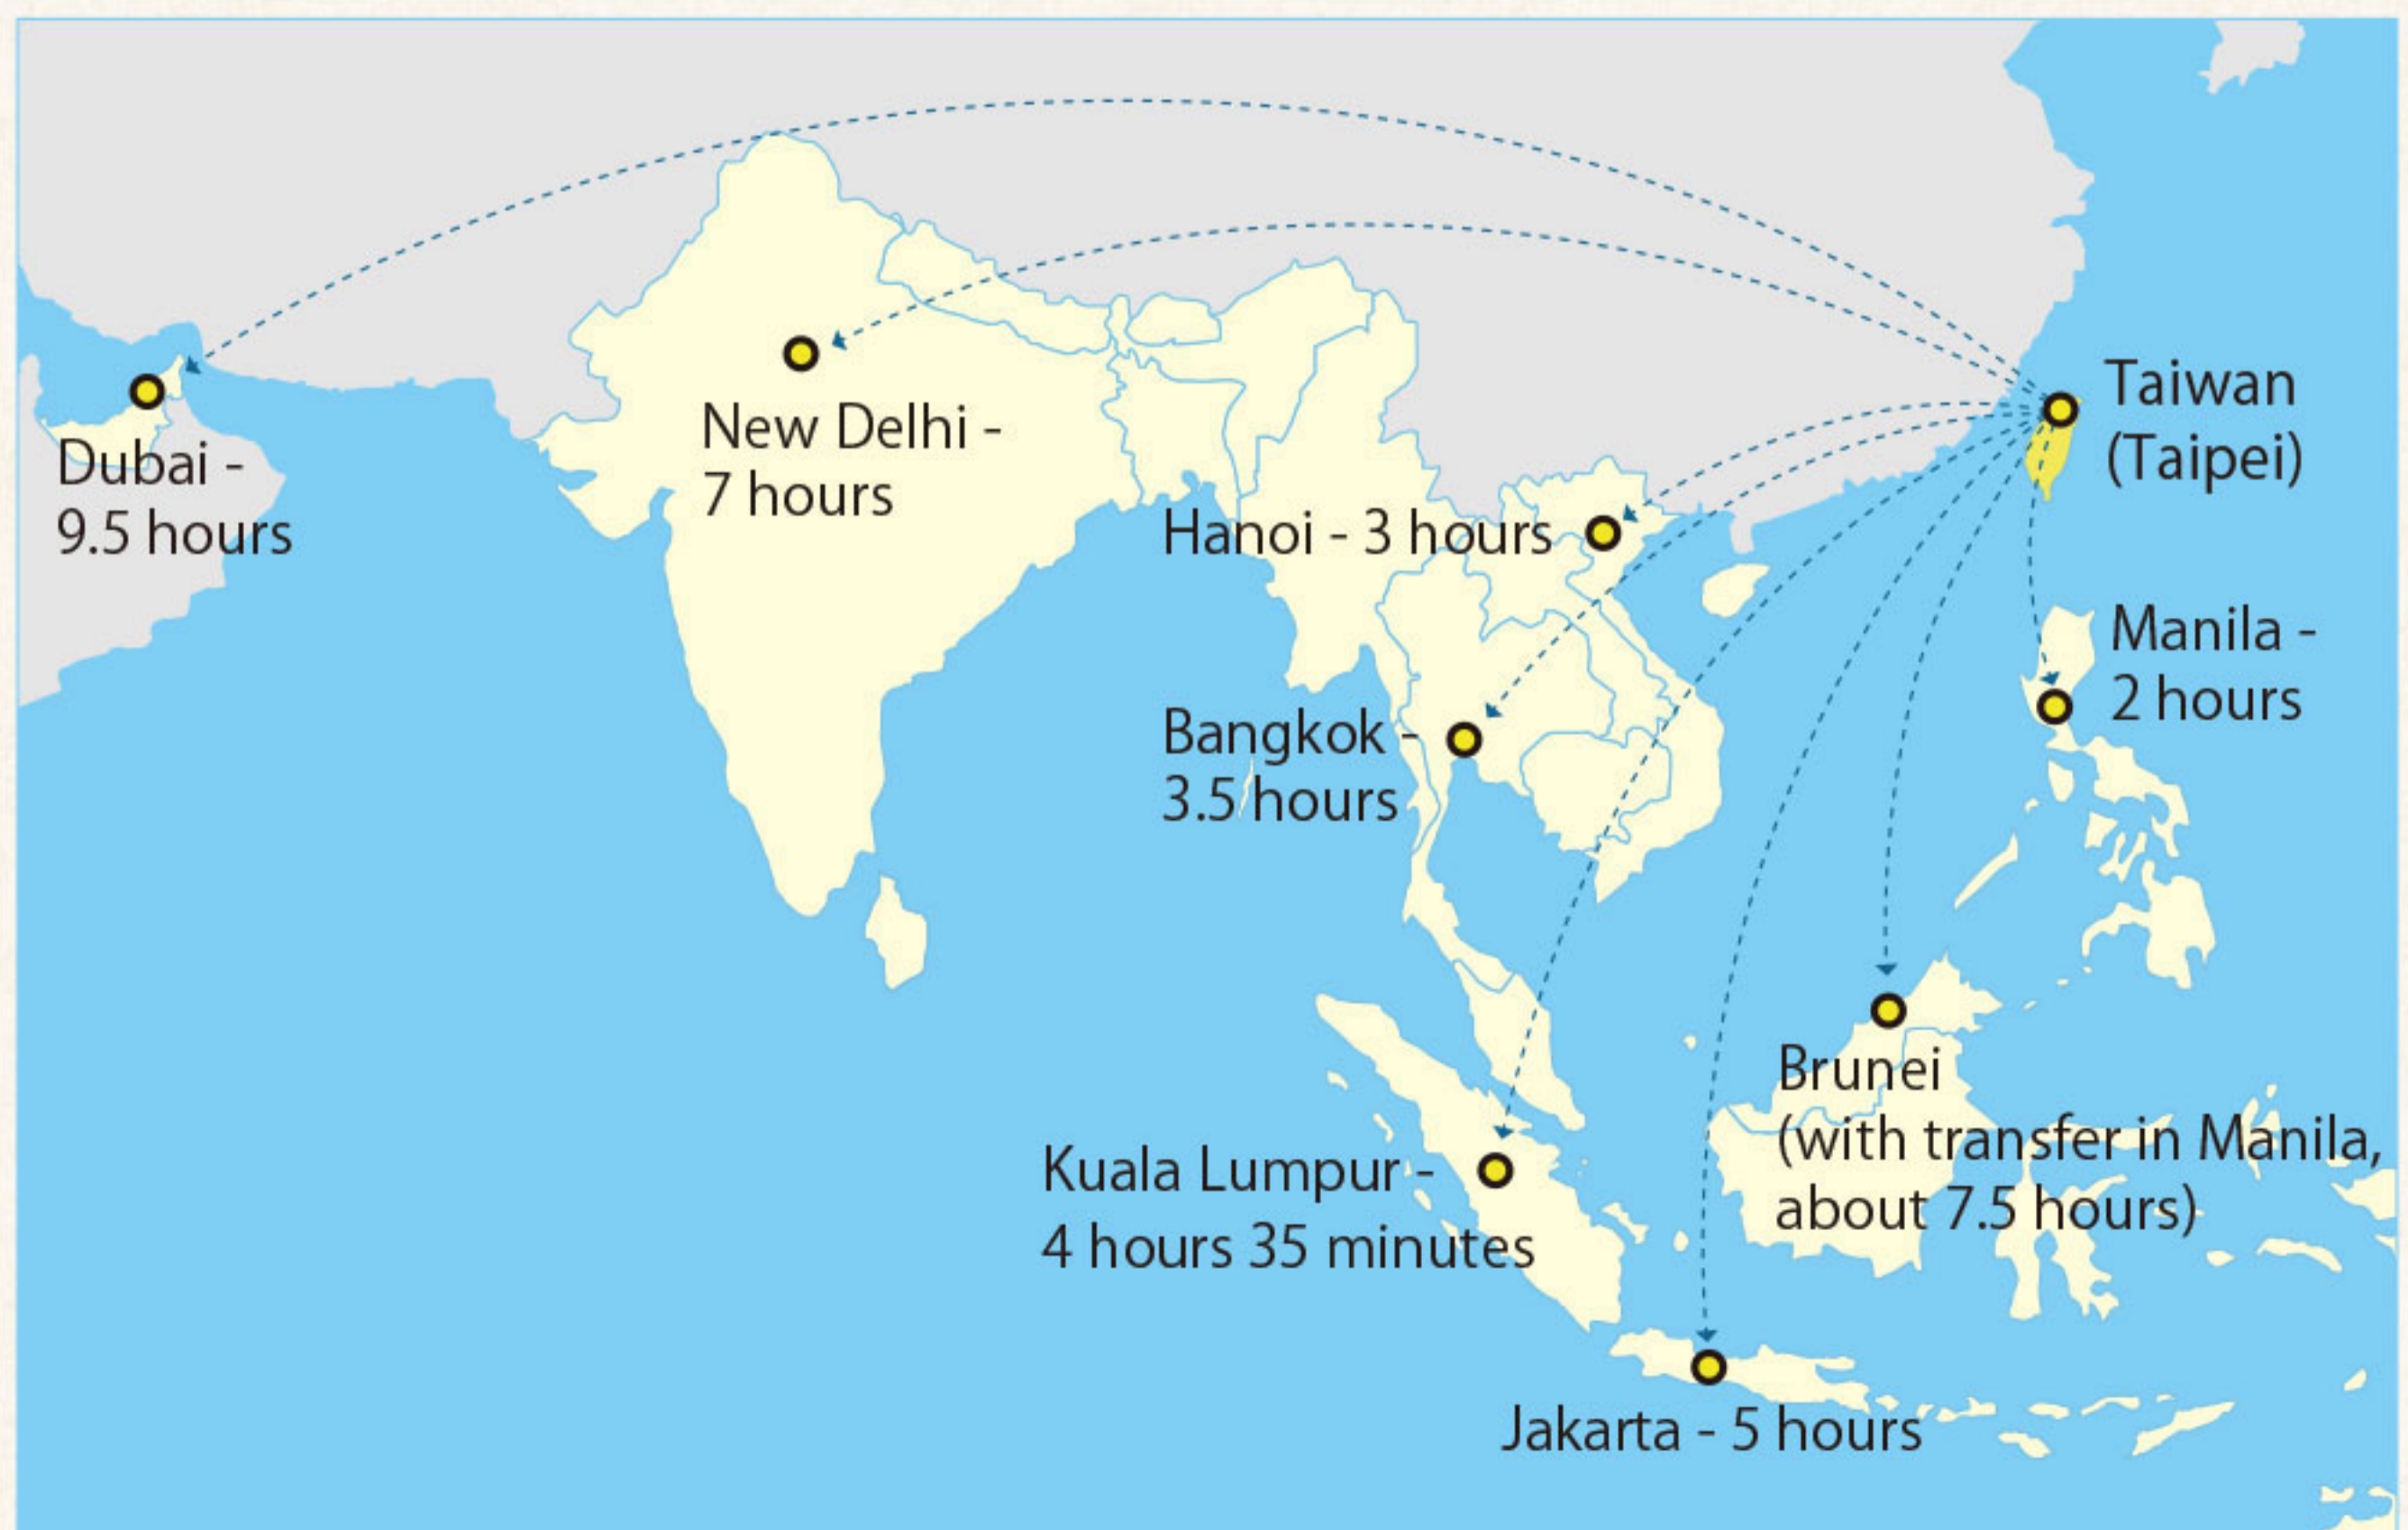 Taiwan
(Taipei)
Dubai -
9.5 hours
New Delhi -
7 hours
Hanoi - 3 hours
Manila -
2 hours
Bangkok -
3.5 hours
Brunei
(with transfer in Manila,
about 7.5 hours)
Kuala Lumpur -
4 hours 35 minutes
Jakarta - 5 hours